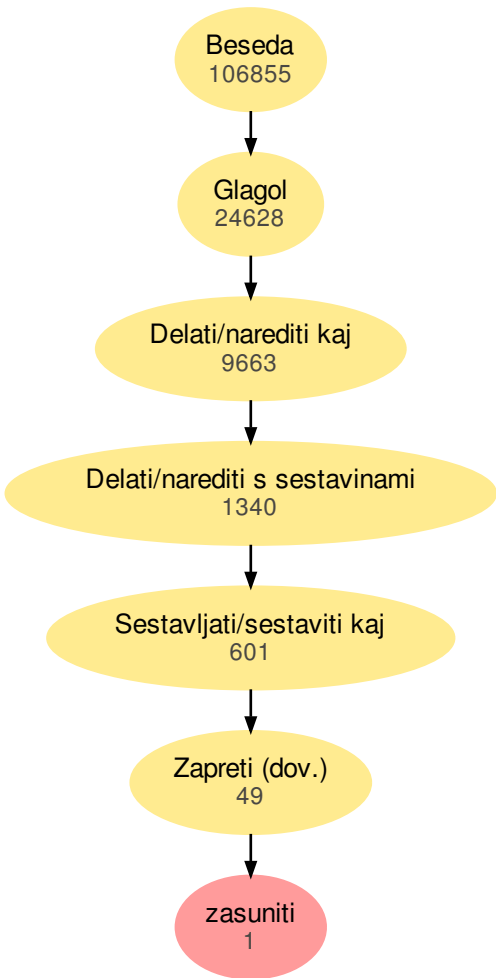 Beseda
106855
Glagol
24628
Delati/narediti kaj
9663
Delati/narediti s sestavinami
1340
Sestavljati/sestaviti kaj
601
Zapreti (dov.)
49
zasuniti
1